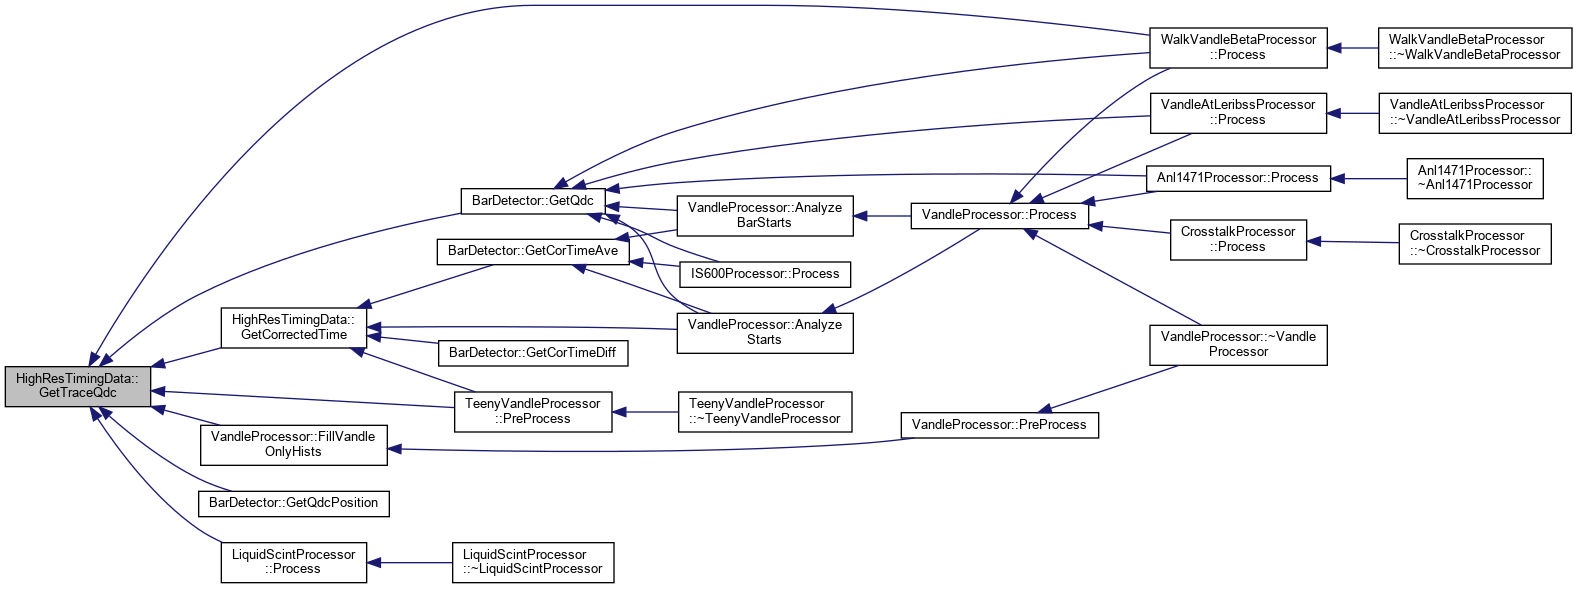 HighResTimingData::
GetTraceQdc
WalkVandleBetaProcessor
::Process
WalkVandleBetaProcessor
::~WalkVandleBetaProcessor
VandleAtLeribssProcessor
::Process
VandleAtLeribssProcessor
::~VandleAtLeribssProcessor
Anl1471Processor::Process
Anl1471Processor::
~Anl1471Processor
BarDetector::GetQdc
VandleProcessor::Analyze
BarStarts
VandleProcessor::Process
CrosstalkProcessor
::Process
CrosstalkProcessor
::~CrosstalkProcessor
BarDetector::GetCorTimeAve
IS600Processor::Process
HighResTimingData::
GetCorrectedTime
VandleProcessor::Analyze
Starts
BarDetector::GetCorTimeDiff
VandleProcessor::~Vandle
Processor
TeenyVandleProcessor
::PreProcess
TeenyVandleProcessor
::~TeenyVandleProcessor
VandleProcessor::FillVandle
OnlyHists
VandleProcessor::PreProcess
BarDetector::GetQdcPosition
LiquidScintProcessor
::Process
LiquidScintProcessor
::~LiquidScintProcessor